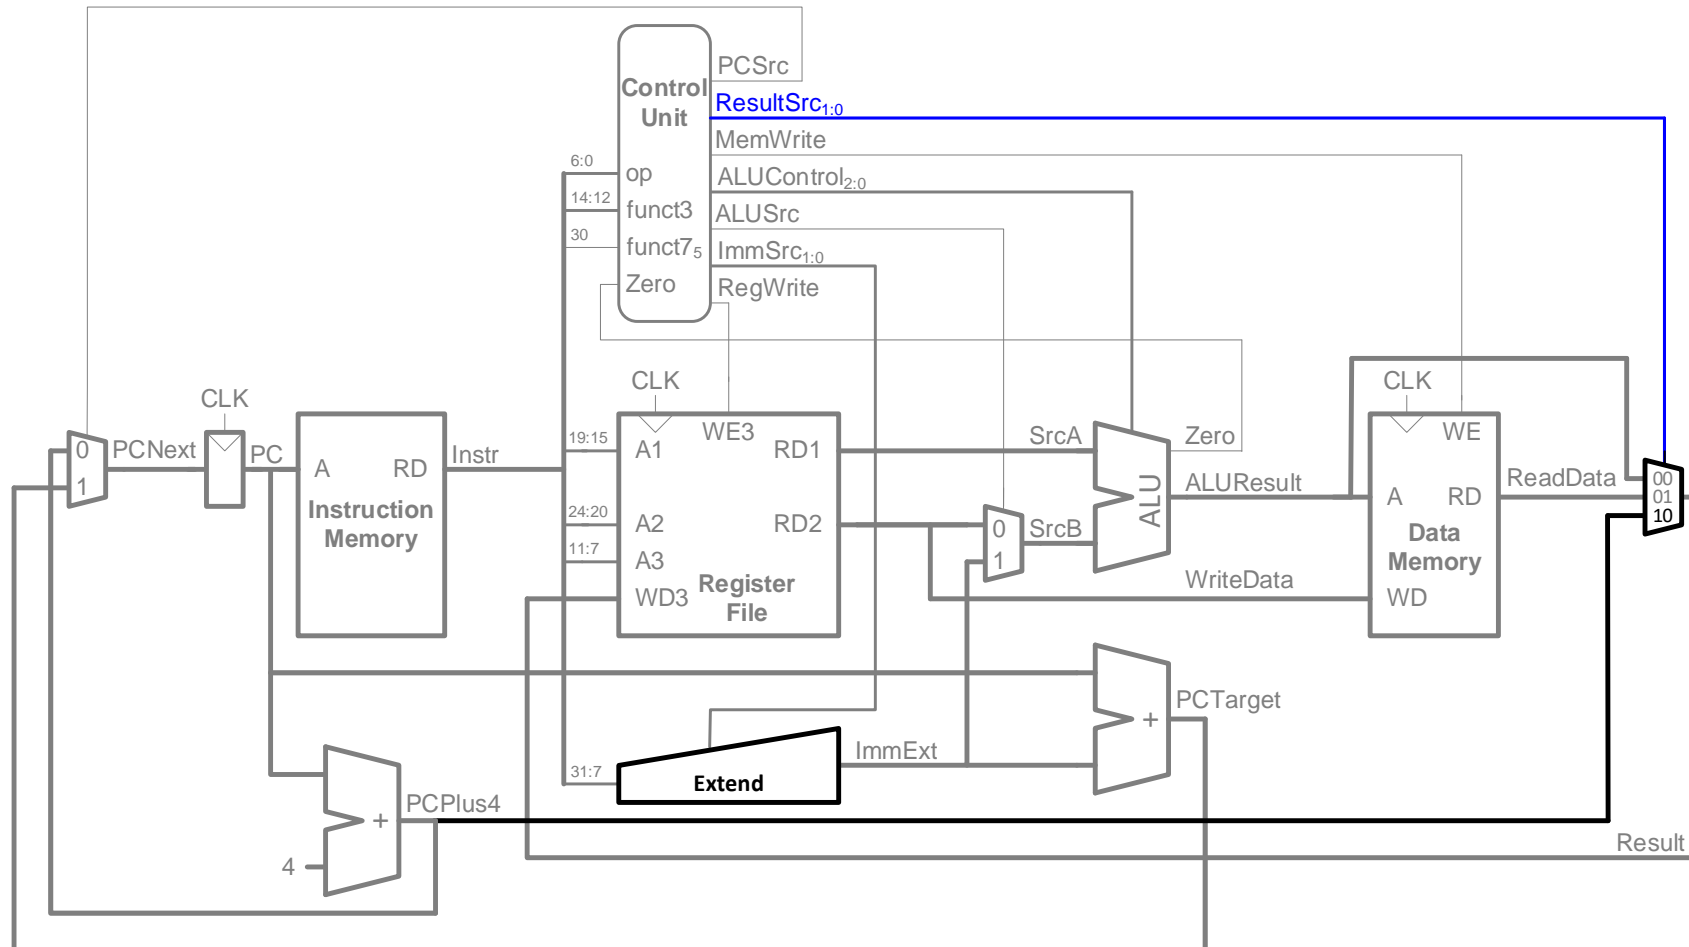 PCSrc
Control
Unit
ResultSrc1:0
MemWrite
6:0
op
ALUControl2:0
14:12
funct3
ALUSrc
30
funct75
ImmSrc1:0
Zero
RegWrite
CLK
CLK
CLK
0
1
PCNext
PC
A
RD
Instruction
Memory
Instr
19:15
A1
WE3
RD1
24:20
A2
RD2
11:7
A3
WD3
Register
File
SrcA
0
1
SrcB
ALU
Zero
ALUResult
WriteData
WE
A
RD
Data
Memory
WD
ReadData
00
01
10
PCTarget
+
31:7
Extend
ImmExt
PCPlus4
+
4
Result